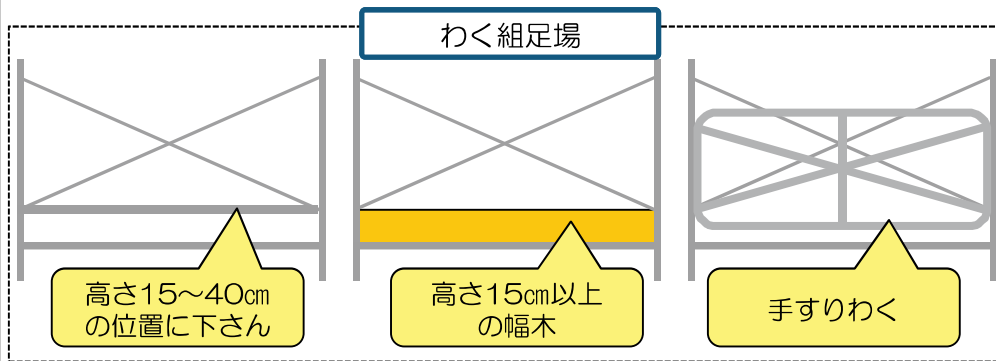 わく組足場
高さ15～40㎝
の位置に下さん
高さ15㎝以上
の幅木
手すりわく